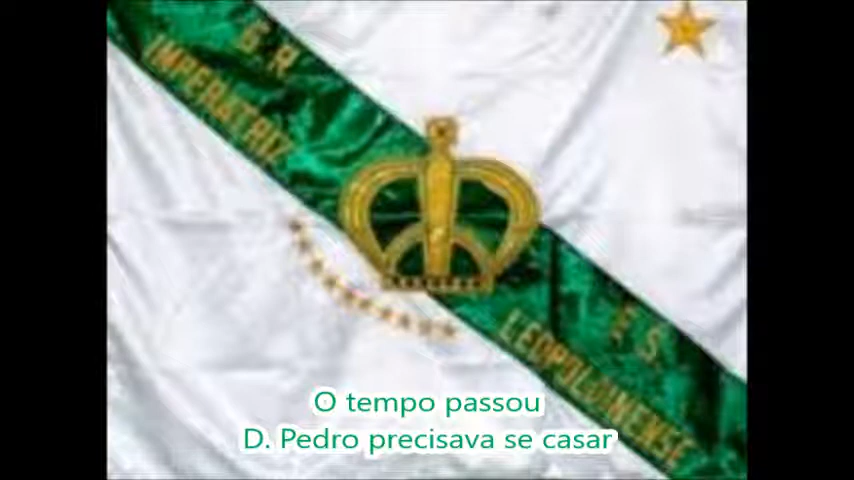 G.R
IMPERATRIZ
E S
LEOPOLDINENSE
O tempo passou
D. Pedro precisava se casar